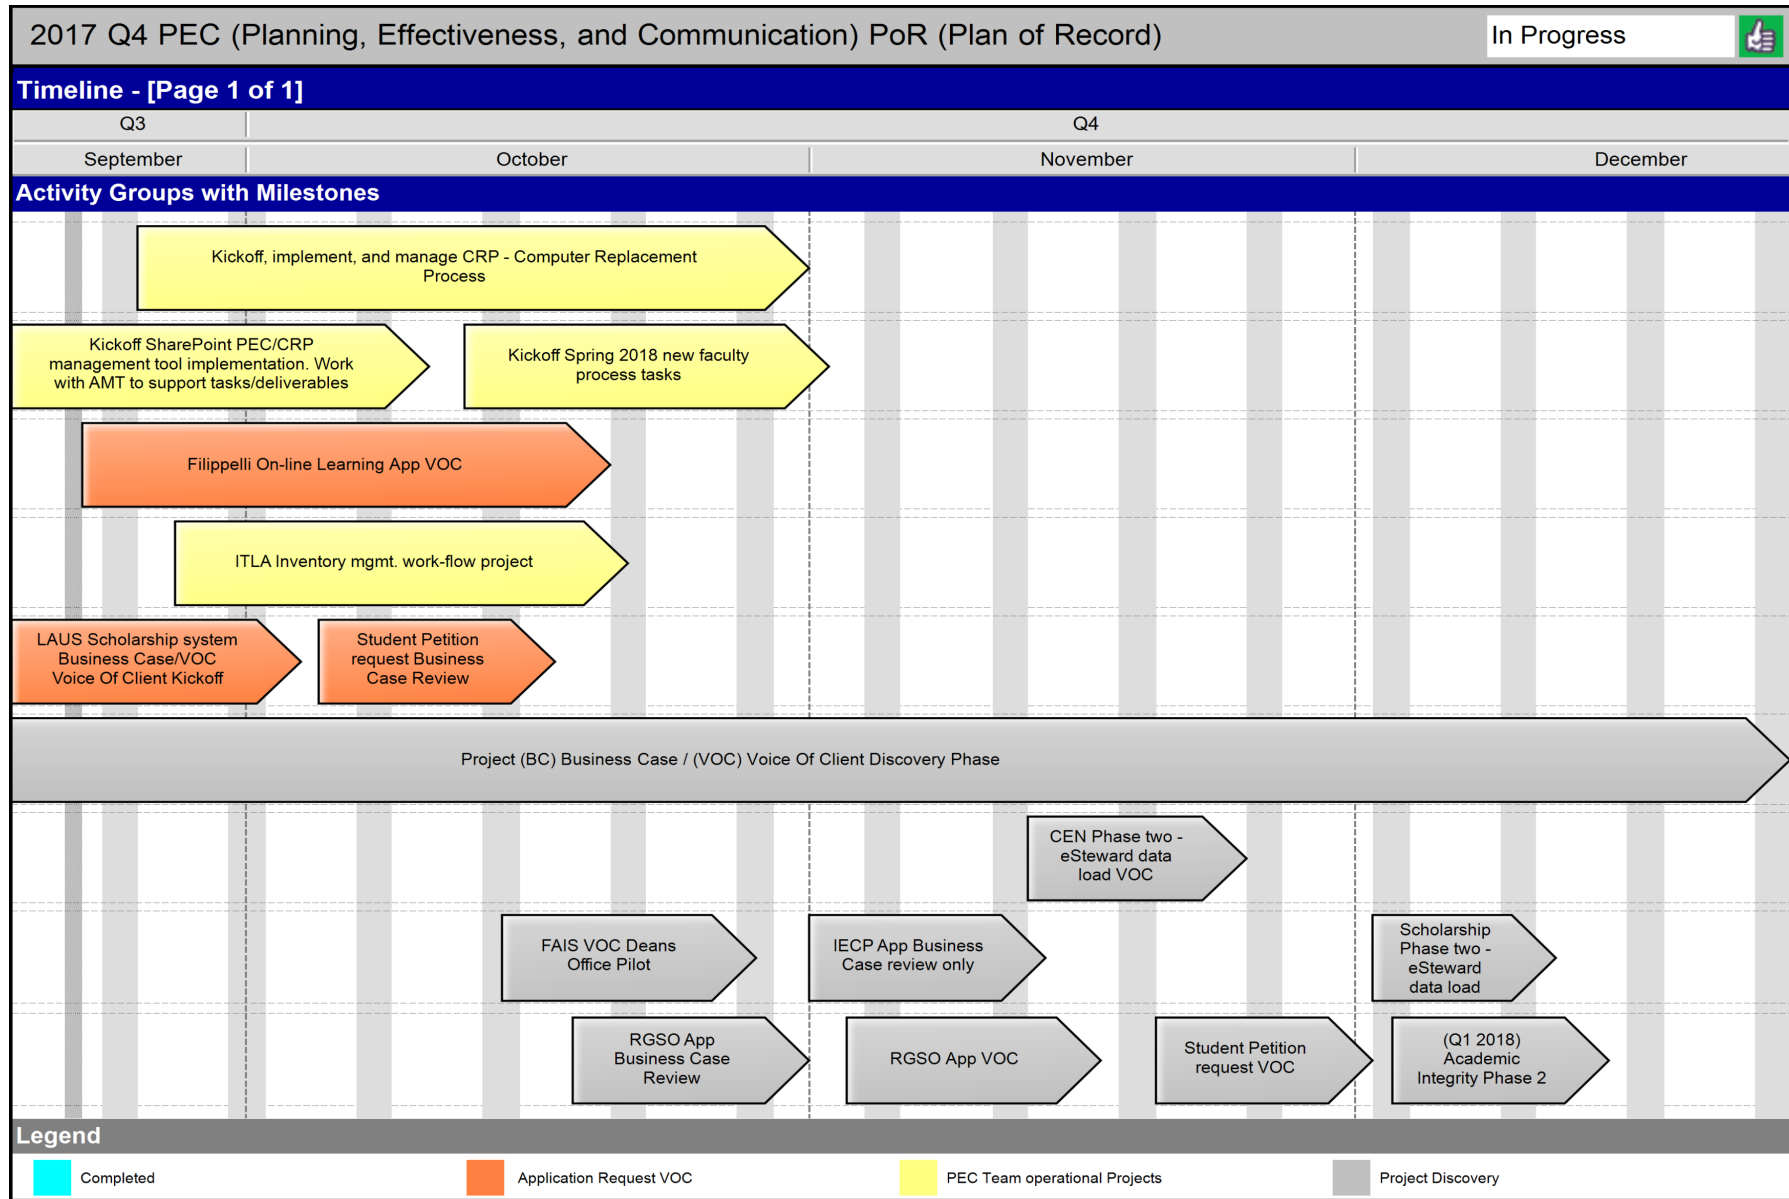 2017 Q4 PEC (Planning, Effectiveness, and Communication) PoR (Plan of Record)
In Progress
Timeline - [Page 1 of 1]
Q3
Q4
September
October
November
December
Activity Groups with Milestones
Kickoff, implement, and manage CRP - Computer Replacement
Process
Kickoff SharePoint PEC/CRP
management tool implementation. Work
with AMT to support tasks/deliverables
Kickoff Spring 2018 new faculty
process tasks
Filippelli On-line Learning App VOC
ITLA Inventory mgmt. work-flow project
LAUS Scholarship system
Business Case/VOC
Voice Of Client Kickoff
Student Petition
request Business
Case Review
Project (BC) Business Case / (VOC) Voice Of Client Discovery Phase
CEN Phase two -
eSteward data
load VOC
FAIS VOC Deans
Office Pilot
IECP App Business
Case review only
Scholarship
Phase two -
eSteward
data load
RGSO App
Business Case
Review
RGSO App VOC
Student Petition
request VOC
(Q1 2018)
Academic
Integrity Phase 2
Legend
Completed
Application Request VOC
PEC Team operational Projects
Project Discovery